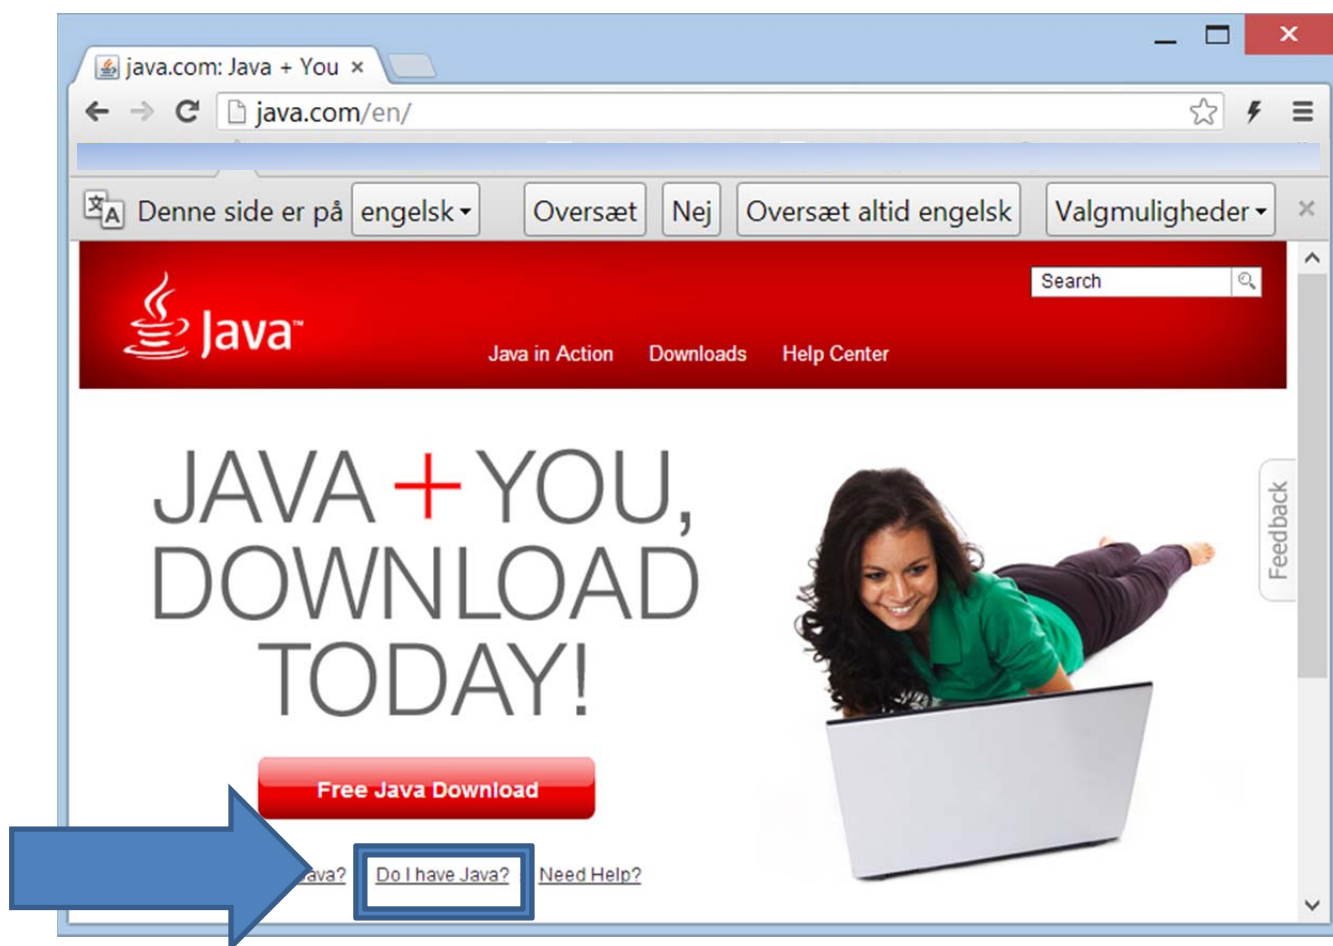 java.com: Java + You
java.com/en/
Denne side er på engelsk Oversæt Nej Oversæt altid engelsk Valgmuligheder
Search
Java™
Java in Action Downloads Help Center
JAVA + YOU,
DOWNLOAD
TODAY!
Feedback
Free Java Download
Do I have Java? Need Help?